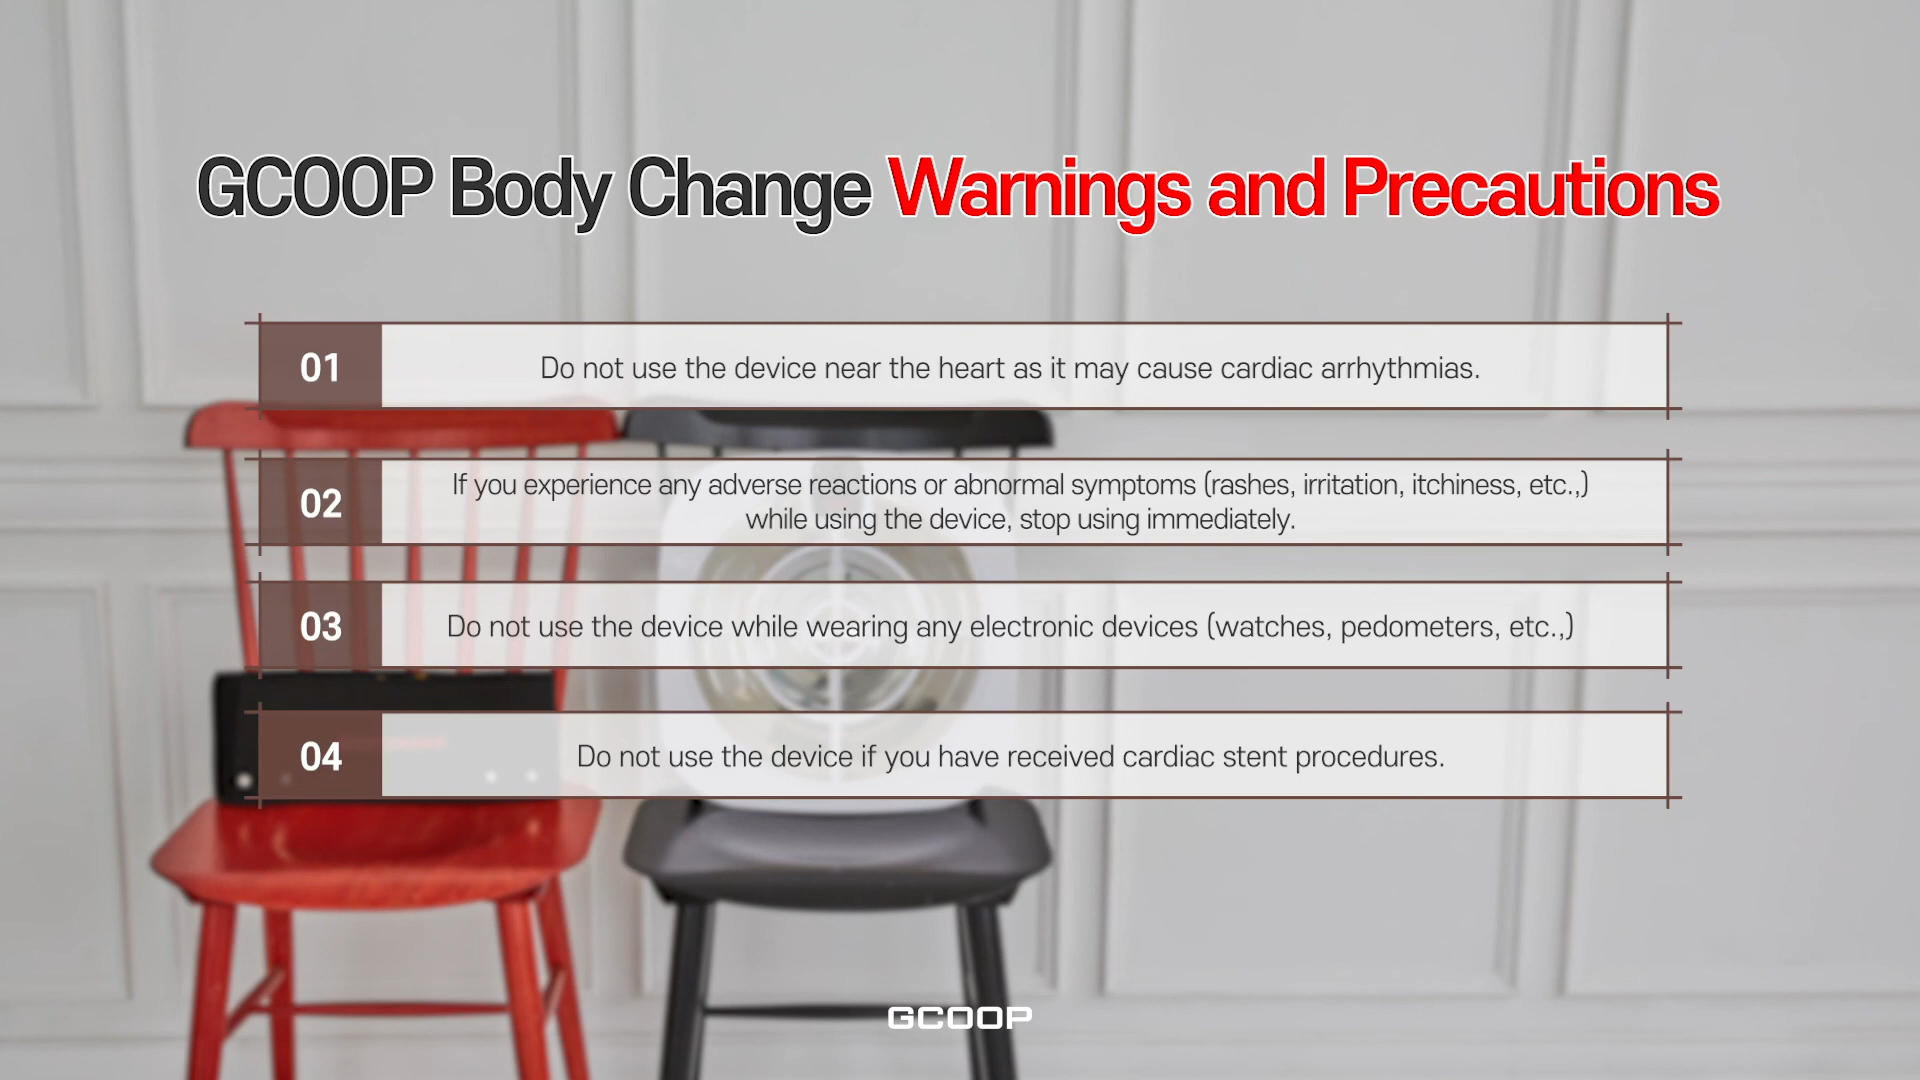 GCOOP Body Change Warnings and Precautions
01
Do not use the device near the heart as it may cause cardiac arrhythmias.
02
If you experience any adverse reactions or abnormal symptoms (rashes, irritation, itchiness, etc.,)
while using the device, stop using immediately.
03
Do not use the device while wearing any electronic devices (watches, pedometers, etc.,)
04
Do not use the device if you have received cardiac stent procedures.
GCOOP